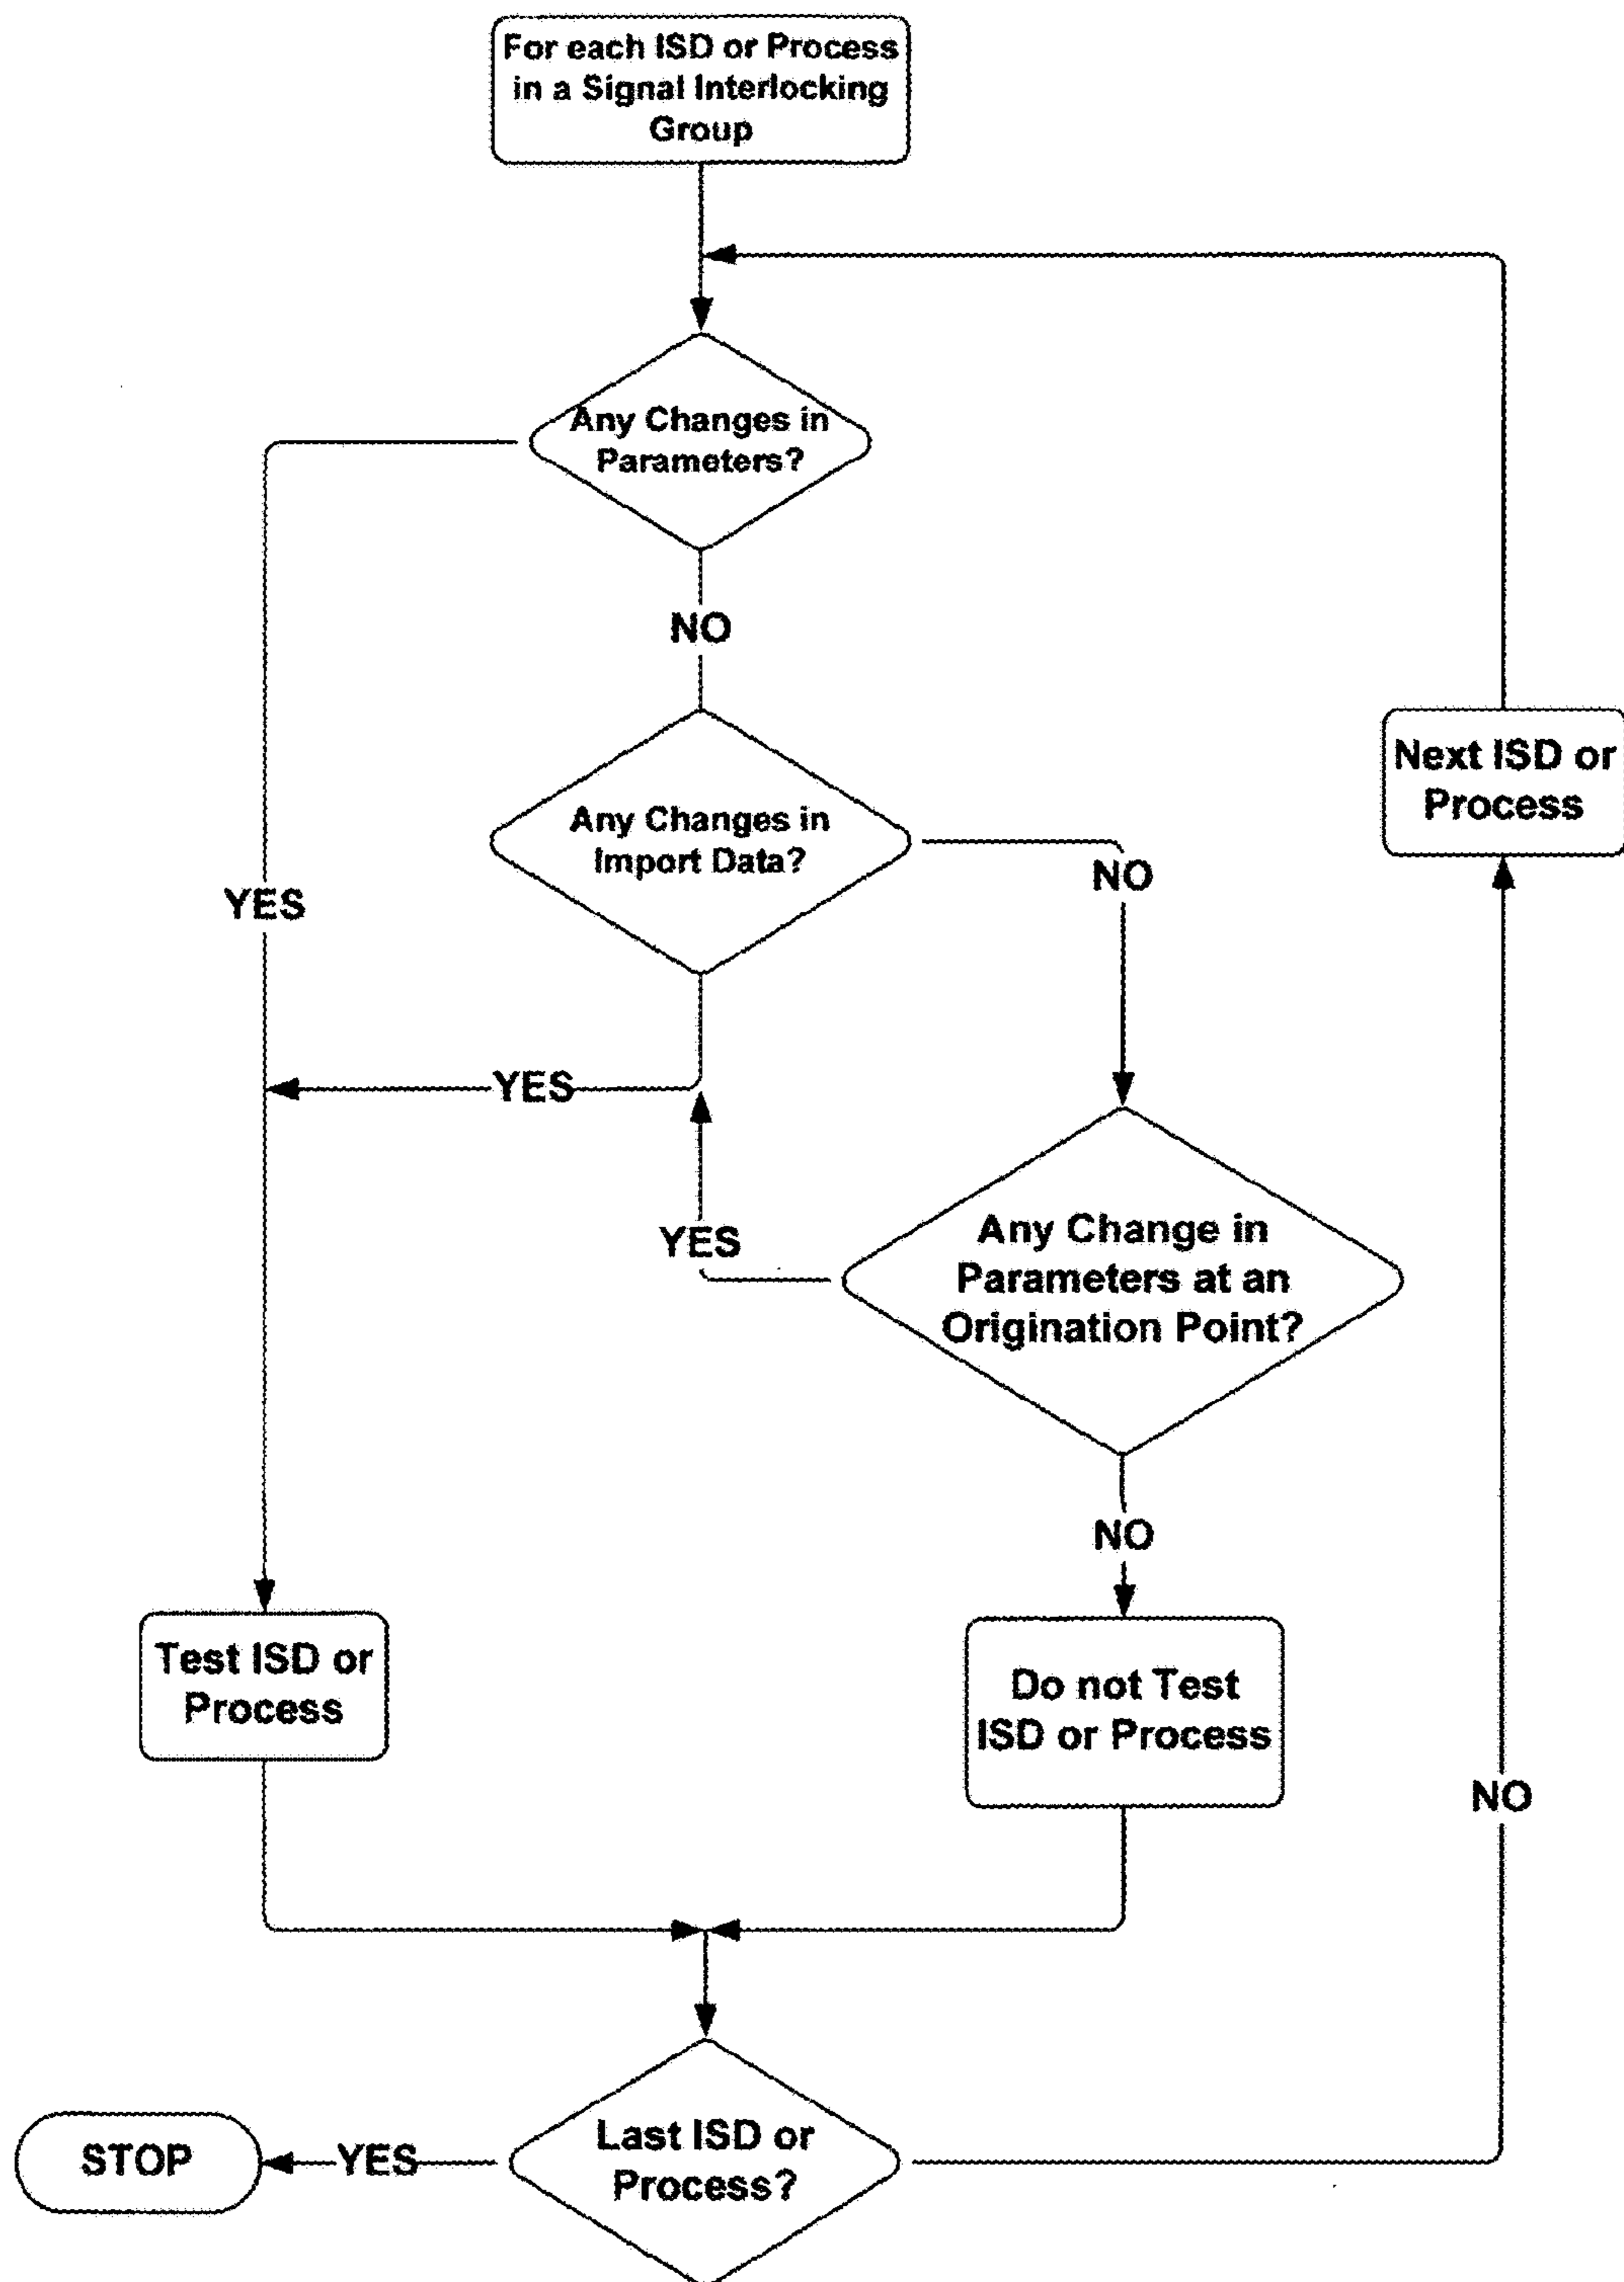 For each ISD or Process
in a Signal Interlocking
Group
Any Changes in
Parameters?
NO
Next ISD or
Process
Any Changes in
Import Data?
NO
YES
YES
YES
Any Change in
Parameters at an
Origination Point?
NO
Test ISD or
Process
Do not Test
ISD or Process
NO
Last ISD or
Process?
YES
STOP